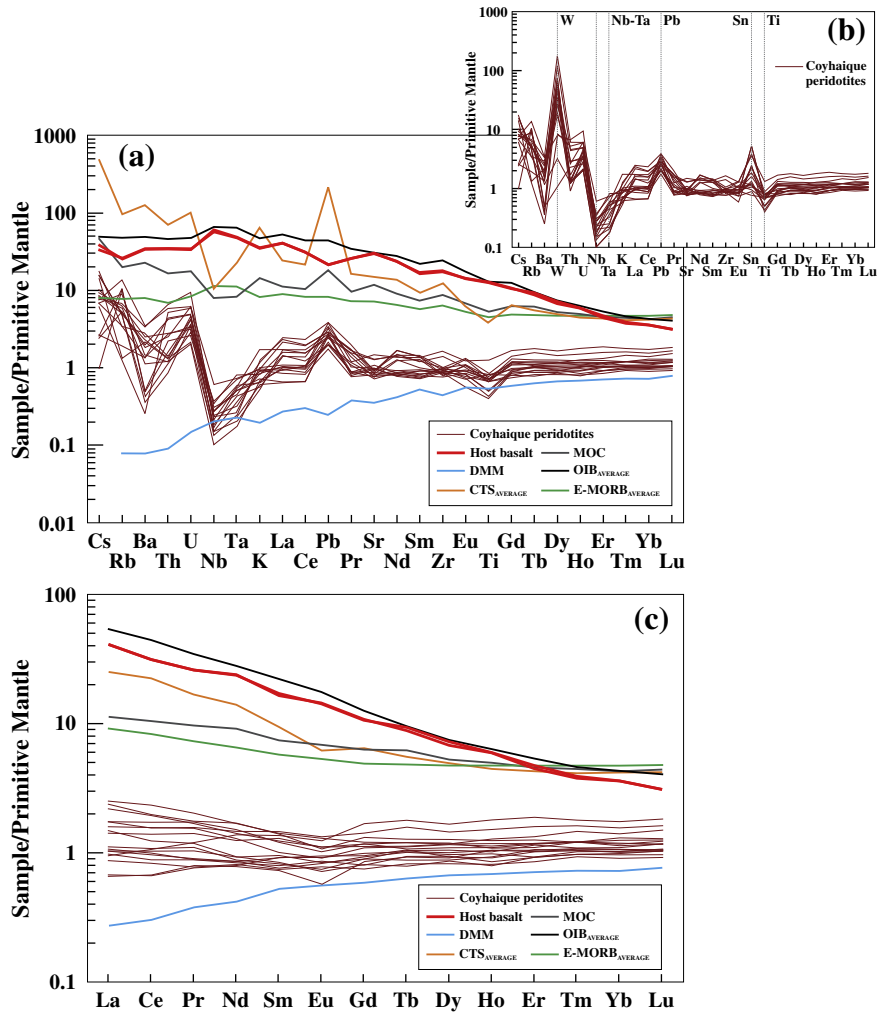 1000
W
Nb-Ta
Pb
Sn
Ti
(b)
Coyhaique
peridotites
100
10
1
0.1
Sample/Primitive Mantle
Cs Ba Th Nb K Ce Pr Nd Zr Sn Gd Dy Er Yb
Rb W U Ta La Pb Sr Sm Eu Ti Tb Ho Tm Lu
1000
(a)
100
10
1
0.1
0.01
Sample/Primitive Mantle
Coyhaique peridotites
Host basalt
MOC
DMM
OIBAVERAGE
CTSAVERAGE
E-MORBAVERAGE
Cs Ba U Ta La Pb Sr Sm Eu Gd Dy Er Yb
Rb Th Nb K Ce Pr Nd Zr Ti Tb Ho Tm Lu
100
(c)
10
1
0.1
Sample/Primitive Mantle
Coyhaique peridotites
Host basalt
MOC
DMM
OIBAVERAGE
CTSAVERAGE
E-MORBAVERAGE
La Ce Pr Nd Sm Eu Gd Tb Dy Ho Er Tm Yb Lu